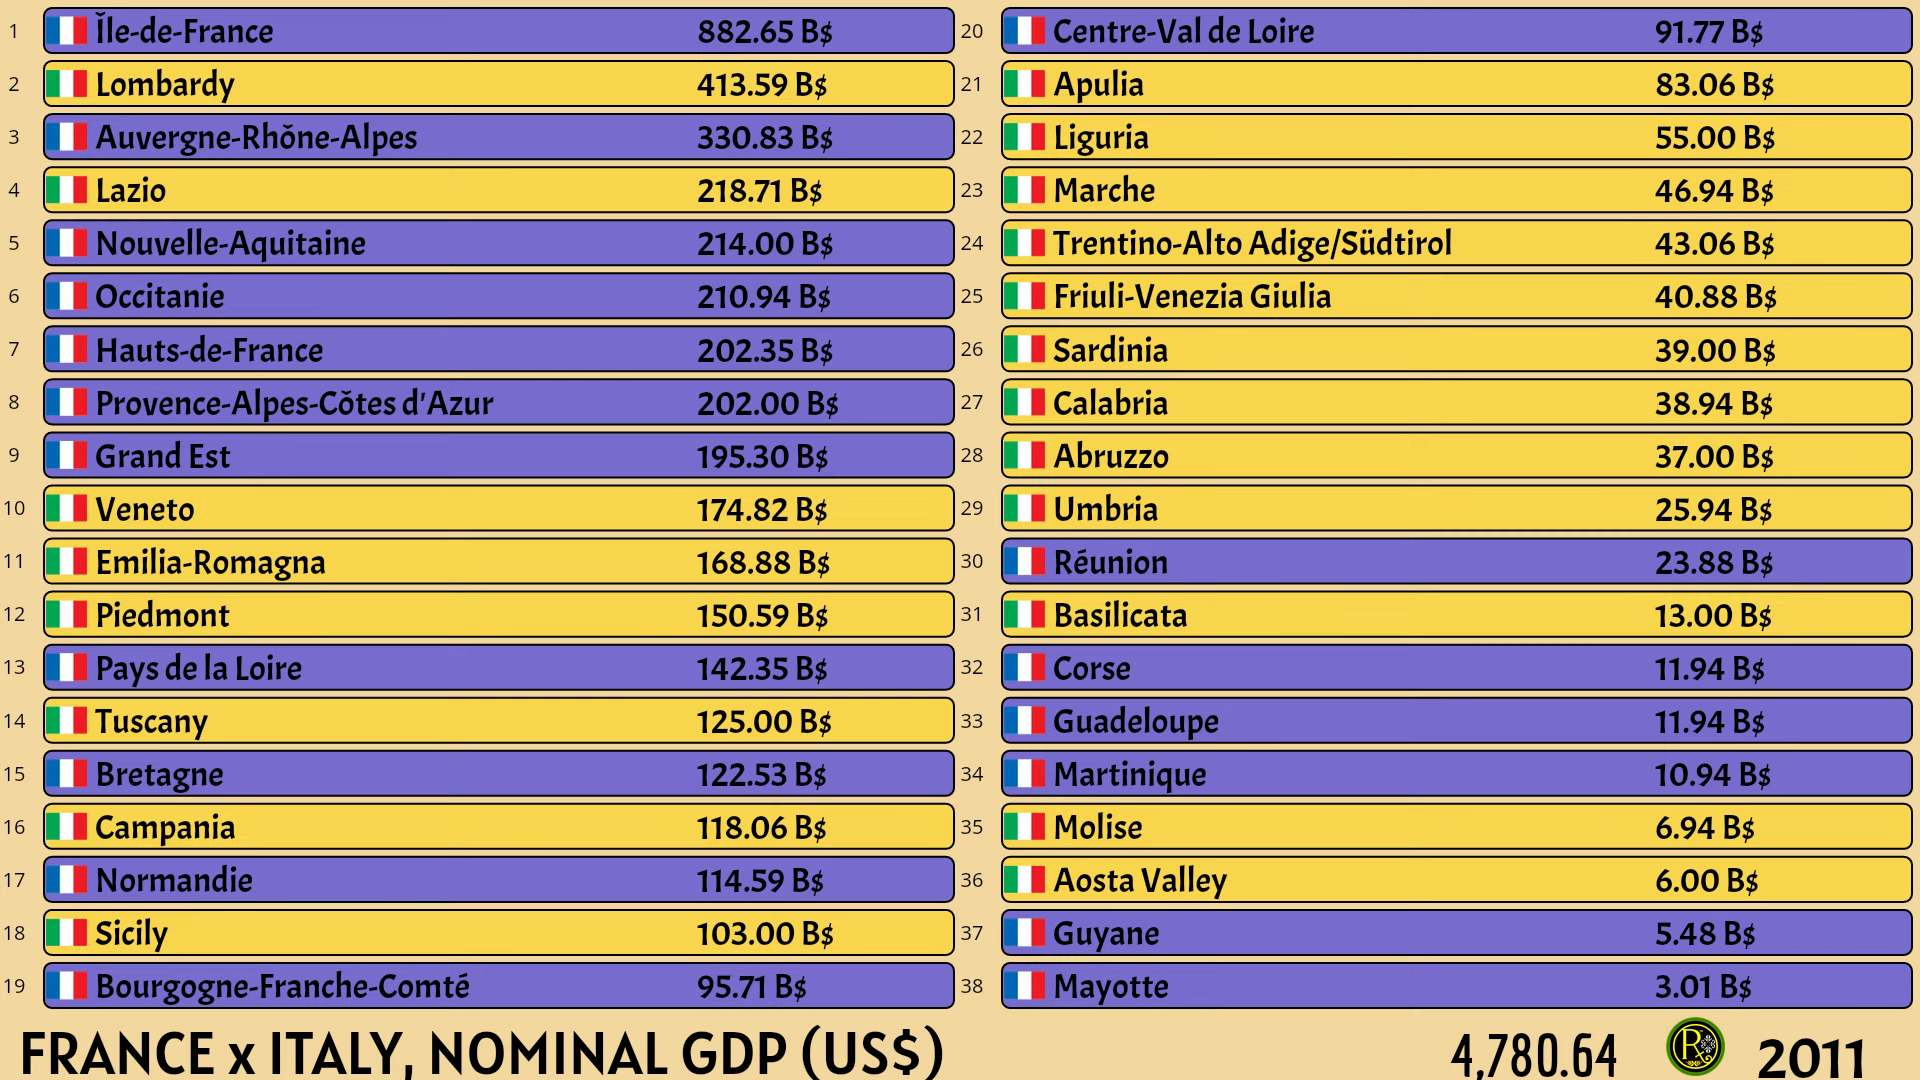 1 Ǐle-de-France 882.65 B$
2 Lombardy 413.59 B$
3 Auvergne-Rhǒne-Alpes 330.83 B$
4 Lazio 218.71 B$
5 Nouvelle-Aquitaine 214.00 B$
6 Occitanie 210.94 B$
7 Hauts-de-France 202.35 B$
8 Provence-Alpes-Cǒtes d'Azur 202.00 B$
9 Grand Est 195.30 B$
10 Veneto 174.82 B$
11 Emilia-Romagna 168.88 B$
12 Piedmont 150.59 B$
13 Pays de la Loire 142.35 B$
14 Tuscany 125.00 B$
15 Bretagne 122.53 B$
16 Campania 118.06 B$
17 Normandie 114.59 B$
18 Sicily 103.00 B$
19 Bourgogne-Franche-Comté 95.71 B$
20 Centre-Val de Loire 91.77 B$
21 Apulia 83.06 B$
22 Liguria 55.00 B$
23 Marche 46.94 B$
24 Trentino-Alto Adige/Südtirol 43.06 B$
25 Friuli-Venezia Giulia 40.88 B$
26 Sardinia 39.00 B$
27 Calabria 38.94 B$
28 Abruzzo 37.00 B$
29 Umbria 25.94 B$
30 Réunion 23.88 B$
31 Basilicata 13.00 B$
32 Corse 11.94 B$
33 Guadeloupe 11.94 B$
34 Martinique 10.94 B$
35 Molise 6.94 B$
36 Aosta Valley 6.00 B$
37 Guyane 5.48 B$
38 Mayotte 3.01 B$
FRANCE x ITALY, NOMINAL GDP (US$) 4,780.64 Rx 2011